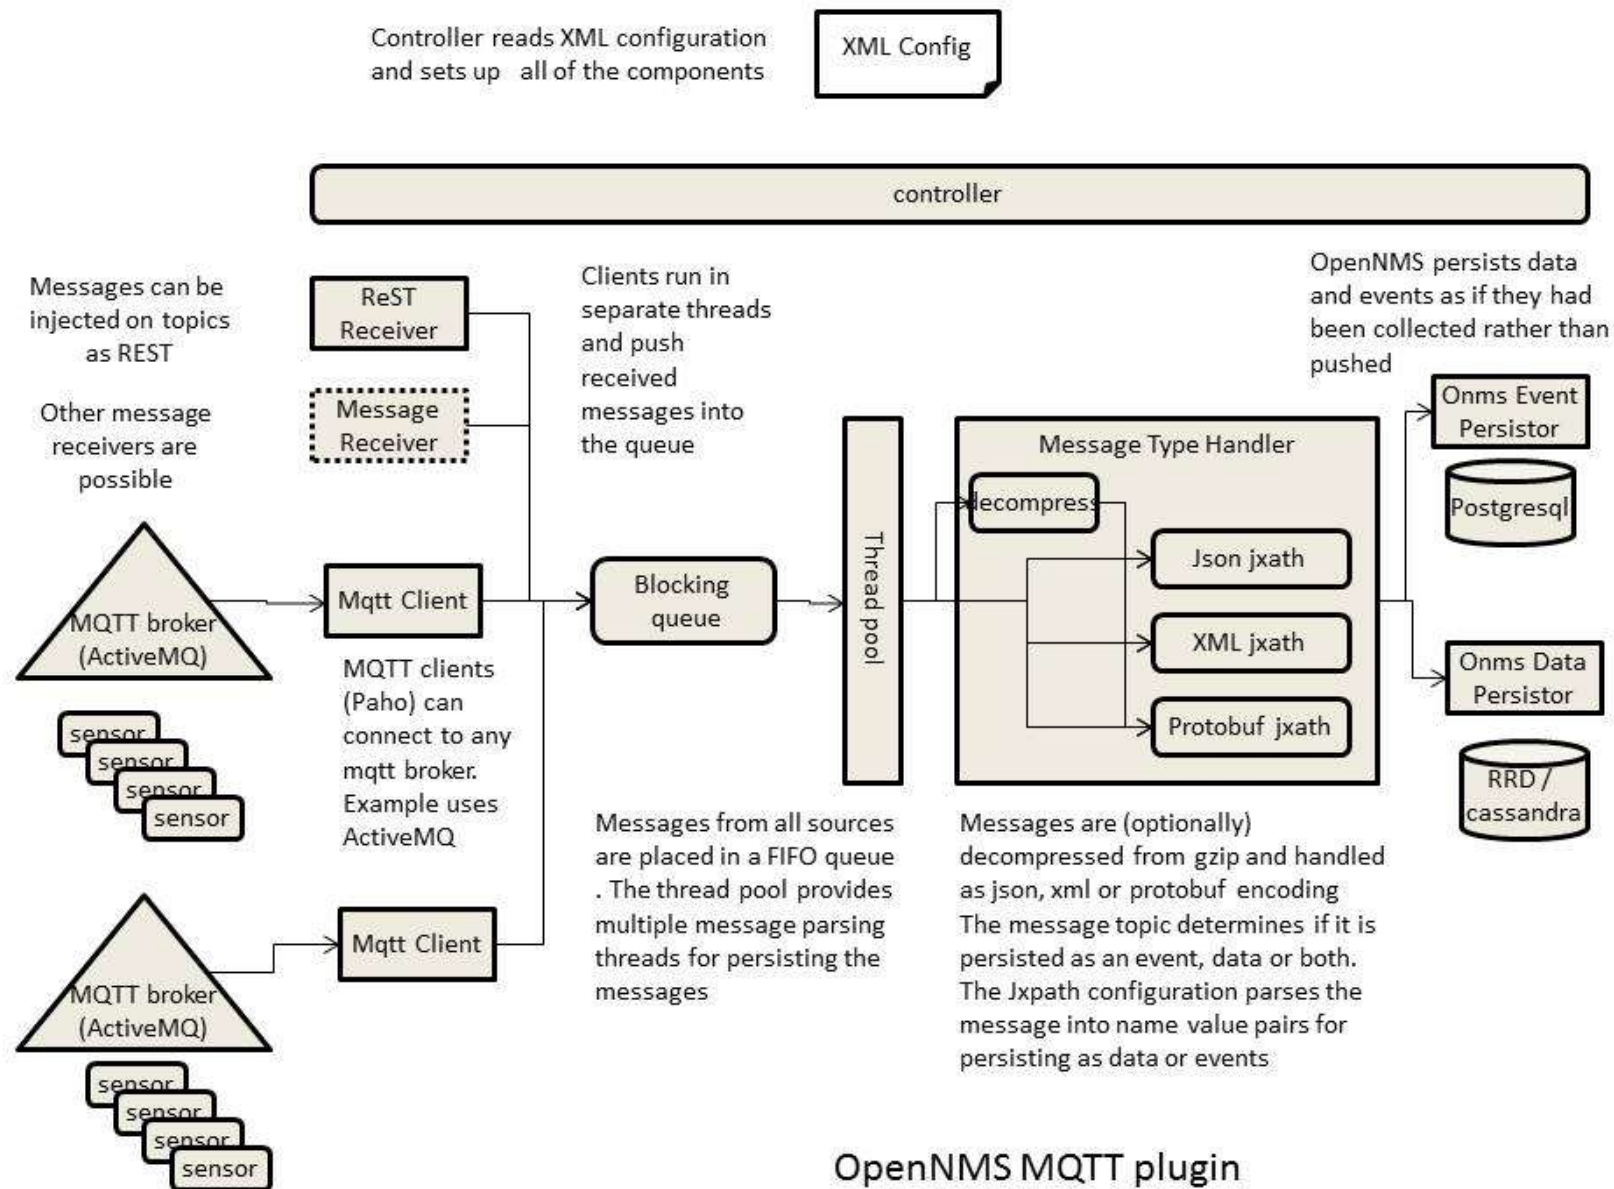 Controller reads XML configuration
and sets up all of the components
XML Config
controller
Messages can be
injected on topics
as REST
ReST
Receiver
Clients run in
separate threads
and push
received
messages into
the queue
OpenNMS persists data
and events as if they had
been collected rather than
pushed
Other message
receivers are
possible
Message
Receiver
Onms Event
Persistor
Postgresql
Message Type Handler
decompress
Json jxath
XML jxath
Protobuf jxath
Thread pool
Blocking
queue
Mqtt Client
MQTT broker
(ActiveMQ)
sensor
sensor
sensor
sensor
MQTT clients
(Paho) can
connect to any
mqtt broker.
Example uses
ActiveMQ
Onms Data
Persistor
RRD /
cassandra
Messages from all sources
are placed in a FIFO queue
. The thread pool provides
multiple message parsing
threads for persisting the
messages
Messages are (optionally)
decompressed from gzip and handled
as json, xml or protobuf encoding
The message topic determines if it is
persisted as an event, data or both.
The Jxpath configuration parses the
message into name value pairs for
persisting as data or events
Mqtt Client
MQTT broker
(ActiveMQ)
sensor
sensor
sensor
sensor
OpenNMS MQTT plugin